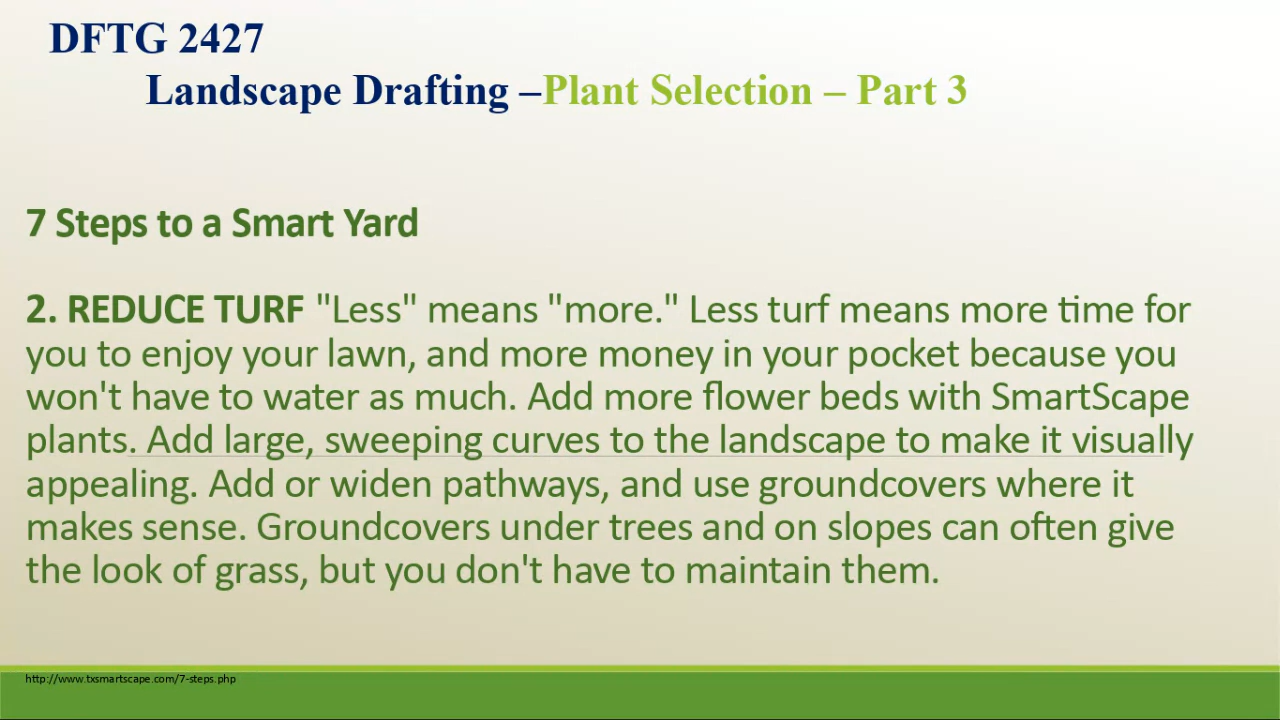 DFTG 2427
Landscape Drafting –Plant Selection – Part 3
7 Steps to a Smart Yard
2. REDUCE TURF "Less" means "more." Less turf means more time for
you to enjoy your lawn, and more money in your pocket because you
won't have to water as much. Add more flower beds with SmartScape
plants. Add large, sweeping curves to the landscape to make it visually
appealing. Add or widen pathways, and use groundcovers where it
makes sense. Groundcovers under trees and on slopes can often give
the look of grass, but you don't have to maintain them.
http://www.txsmartscape.com/7-steps.php